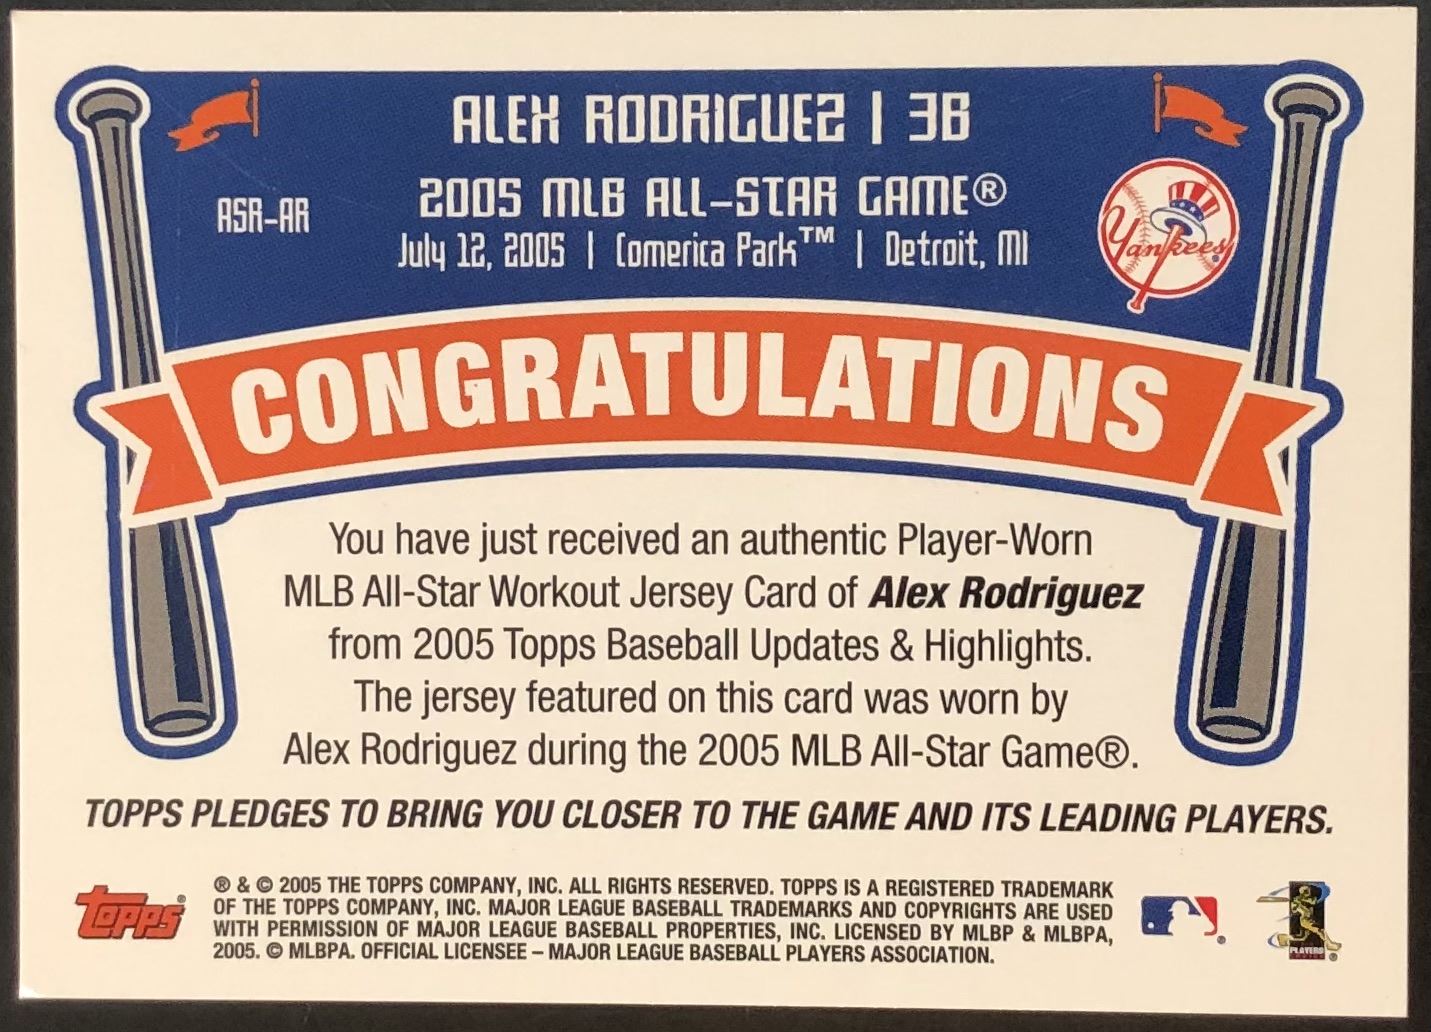 ALEX RODRIGUEZ | 3B
ASR-AR
2005 MLB ALL-STAR GAME®
July 12, 2005 | Comerica Park™ | Detroit, MI
Yankees
CONGRATULATIONS
You have just received an authentic Player-Worn
MLB All-Star Workout Jersey Card of Alex Rodriguez
from 2005 Topps Baseball Updates & Highlights.
The jersey featured on this card was worn by
Alex Rodriguez during the 2005 MLB All-Star Game®.
TOPPS PLEDGES TO BRING YOU CLOSER TO THE GAME AND ITS LEADING PLAYERS.
Topps®
® & © 2005 THE TOPPS COMPANY, INC. ALL RIGHTS RESERVED. TOPPS IS A REGISTERED TRADEMARK
OF THE TOPPS COMPANY, INC. MAJOR LEAGUE BASEBALL TRADEMARKS AND COPYRIGHTS ARE USED
WITH PERMISSION OF MAJOR LEAGUE BASEBALL PROPERTIES, INC. LICENSED BY MLBP & MLBPA,
2005. © MLBPA. OFFICIAL LICENSEE – MAJOR LEAGUE BASEBALL PLAYERS ASSOCIATION.
PLAYERS